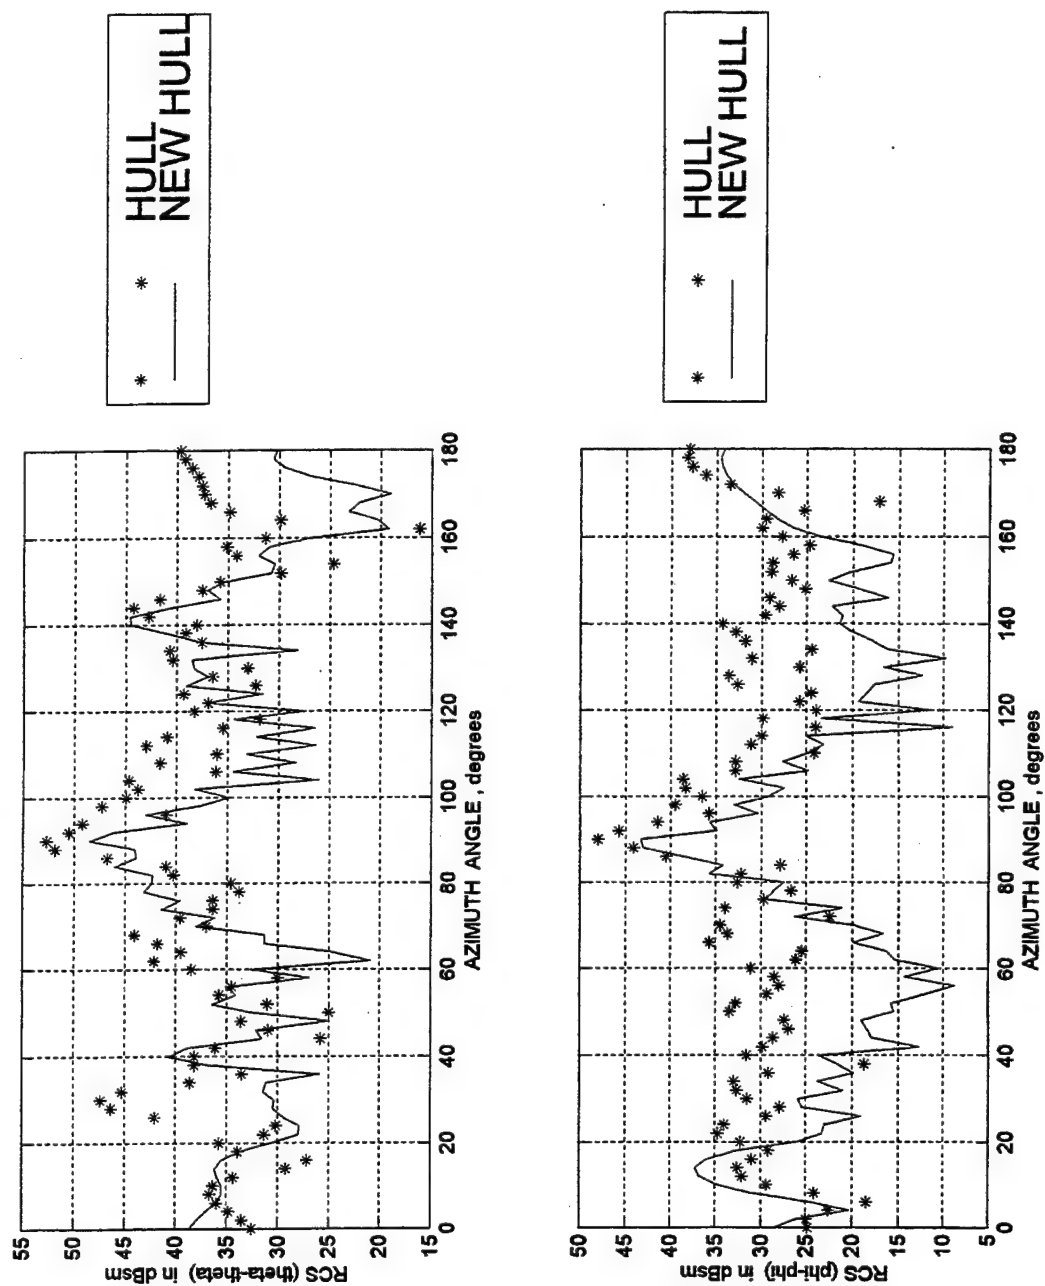 HULL
NEW HULL
55
50
45
40
35
30
25
20
15
RCS (theta-theta) in dBsm
0 20 40 60 80 100 120 140 160 180
AZIMUTH ANGLE , degrees
HULL
NEW HULL
50
45
40
35
30
25
20
15
10
5
RCS (phi-phi) in dBsm
0 20 40 60 80 100 120 140 160 180
AZIMUTH ANGLE , degrees